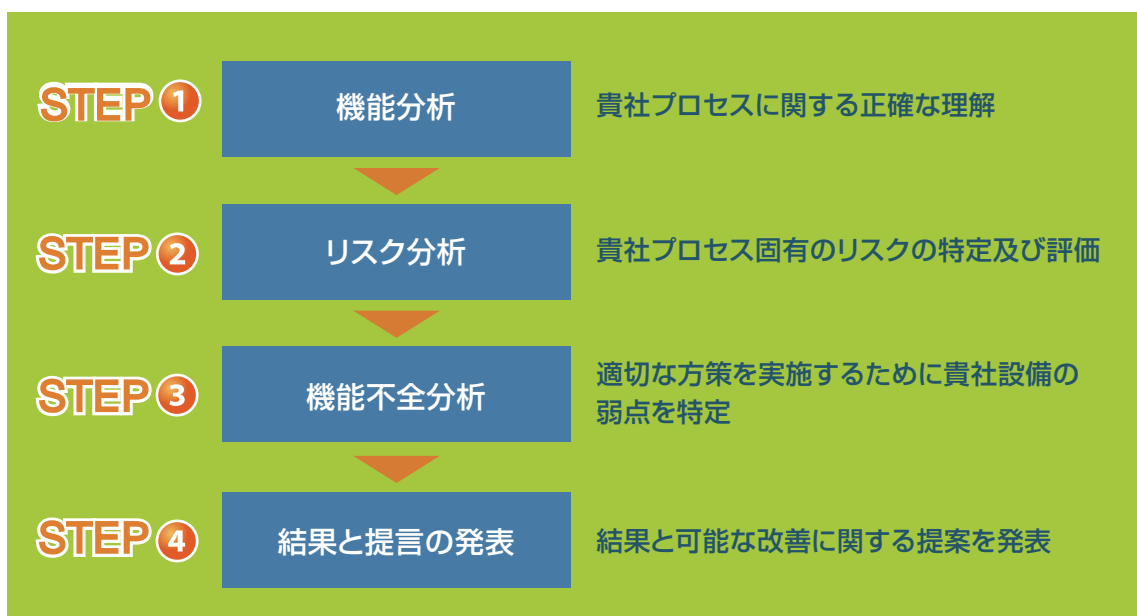 STEP 1
機能分析
貴社プロセスに関する正確な理解
STEP 2
リスク分析
貴社プロセス固有のリスクの特定及び評価
STEP 3
機能不全分析
適切な方策を実施するために貴社設備の
弱点を特定
STEP 4
結果と提言の発表
結果と可能な改善に関する提案を発表